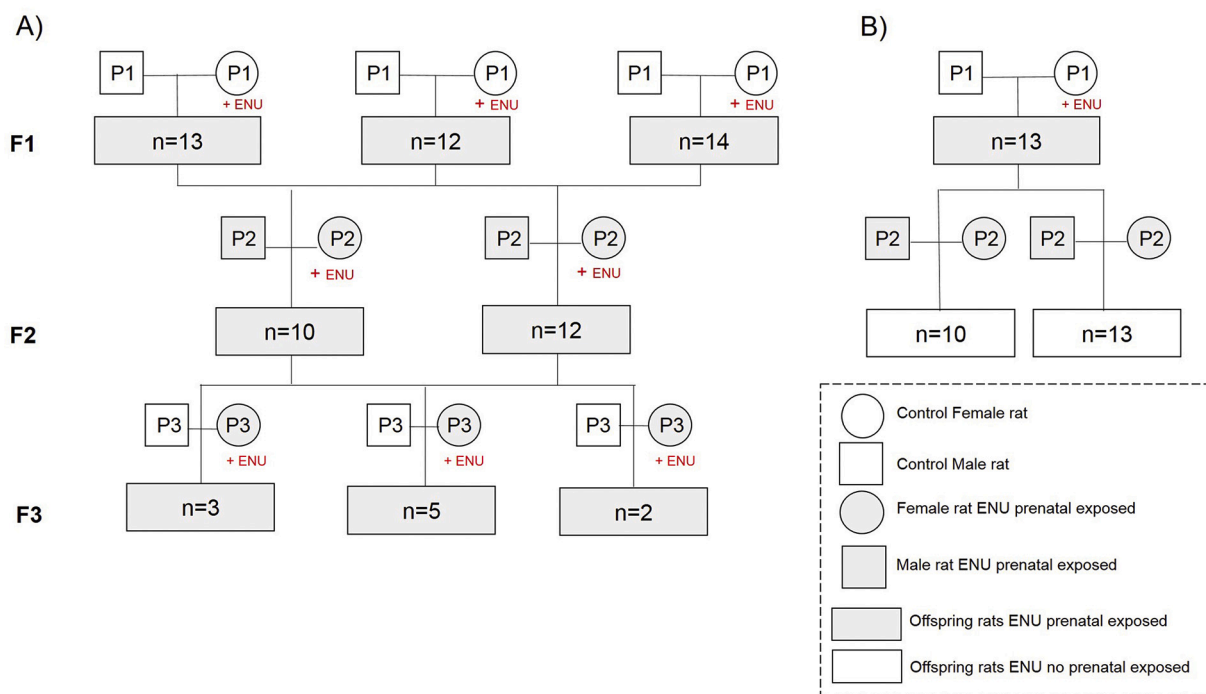 A)
B)
P1 P1 P1 P1 P1 P1 P1 P1
+ ENU + ENU + ENU + ENU
F1 n=13 n=12 n=14 n=13
P2 P2 P2 P2 P2 P2 P2 P2
+ ENU + ENU
F2 n=10 n=12 n=10 n=13
P3 P3 P3 P3 P3 P3
+ ENU + ENU + ENU
F3 n=3 n=5 n=2
Control Female rat
Control Male rat
Female rat ENU prenatal exposed
Male rat ENU prenatal exposed
Offspring rats ENU prenatal exposed
Offspring rats ENU no prenatal exposed